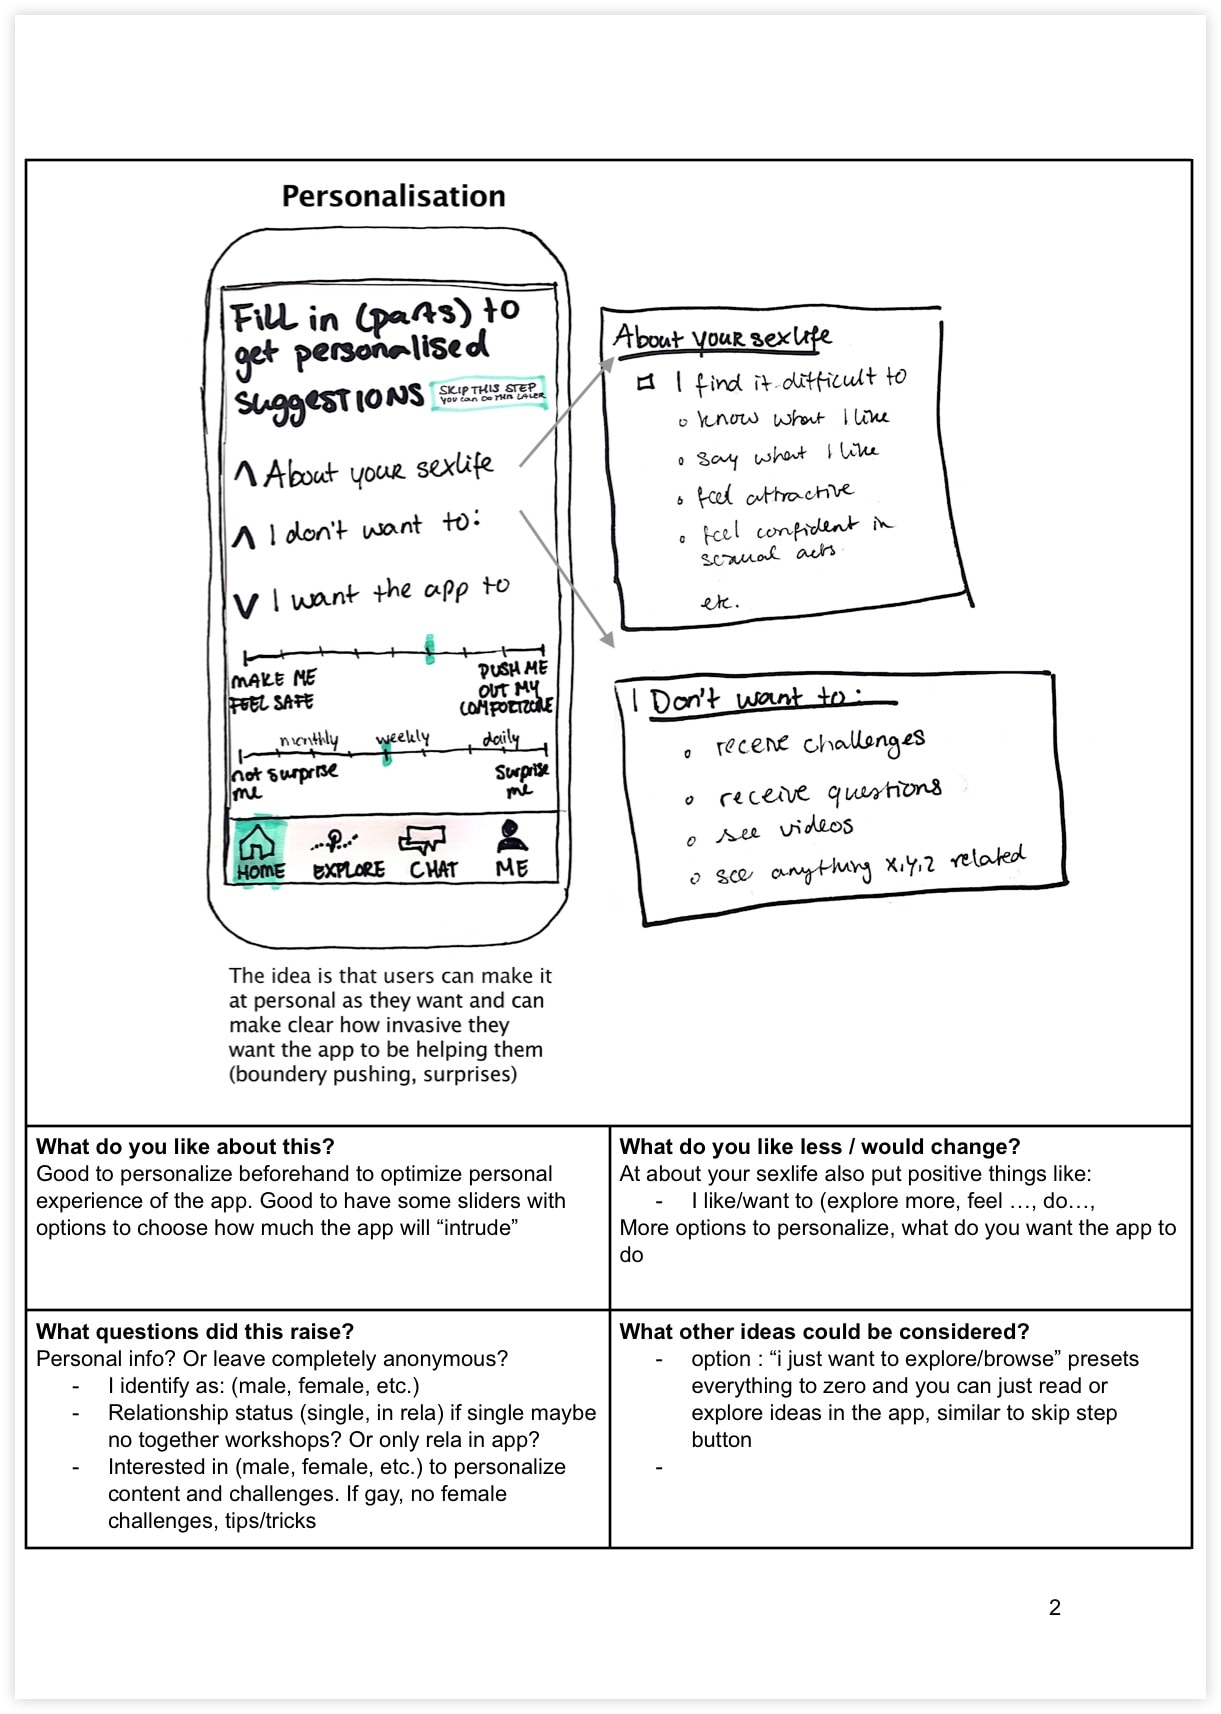 Personalisation
Fill in (parts) to
get personalised
suggestions
SKIP THIS STEP
YOU CAN DO THIS LATER
About your sexlife
I don't want to:
I want the app to
MAKE ME
FEEL SAFE
PUSH ME
OUT MY
COMFORTZONE
monthly weekly daily
not surprise
me
Surprise
me
HOME EXPLORE CHAT ME
About your sexlife
I find it difficult to
know what I like
say what I like
feel attractive
feel confident in
sexual acts
etc.
I Don't want to:
receive challenges
receive questions
see videos
see anything x,y,z related
The idea is that users can make it
at personal as they want and can
make clear how invasive they
want the app to be helping them
(boundery pushing, surprises)
What do you like about this?
Good to personalize beforehand to optimize personal
experience of the app. Good to have some sliders with
options to choose how much the app will “intrude”
What do you like less / would change?
At about your sexlife also put positive things like:
- I like/want to (explore more, feel …, do…,
More options to personalize, what do you want the app to
do
What questions did this raise?
Personal info? Or leave completely anonymous?
- I identify as: (male, female, etc.)
- Relationship status (single, in rela) if single maybe
no together workshops? Or only rela in app?
- Interested in (male, female, etc.) to personalize
content and challenges. If gay, no female
challenges, tips/tricks
What other ideas could be considered?
- option : “i just want to explore/browse” presets
everything to zero and you can just read or
explore ideas in the app, similar to skip step
button
-
2